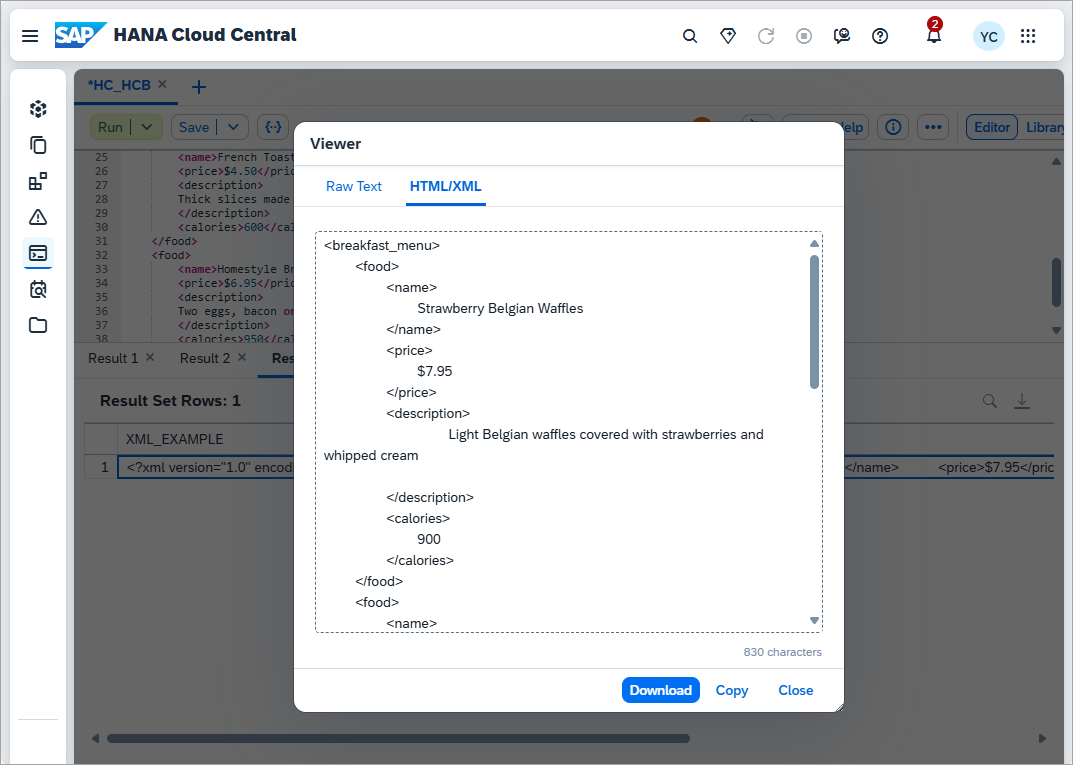 SAP HANA Cloud Central
2
YC
*HC_HCB
Run
Save
Help
Editor
Library
25 <name>French Toast
26 <price>$4.50</price
27 <description>
28 Thick slices made
29 </description>
30 <calories>600</cal
31 </food>
32 <food>
33 <name>Homestyle Br
34 <price>$6.95</price
35 <description>
36 Two eggs, bacon or
37 </description>
38 <calories>950</cal
Viewer
Raw Text
HTML/XML
<breakfast_menu>
<food>
<name>
Strawberry Belgian Waffles
</name>
<price>
$7.95
</price>
<description>
Light Belgian waffles covered with strawberries and
whipped cream
</description>
<calories>
900
</calories>
</food>
<food>
<name>
830 characters
Download
Copy
Close
Result 1
Result 2
Res
Result Set Rows: 1
XML_EXAMPLE
1 <?xml version="1.0" encod </name> <price>$7.95</pric